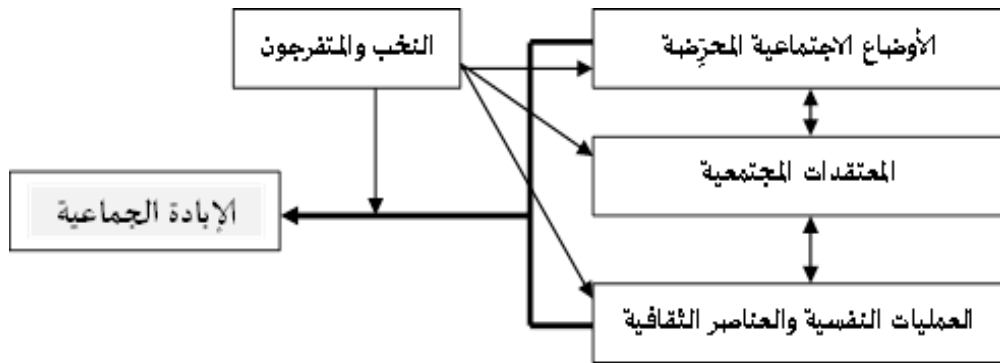 الأوضاع الاجتماعية المحرِّضة
النخب والمتفرجون
المعتقدات المجتمعية
الإبادة الجماعية
العمليات النفسية والعناصر الثقافية